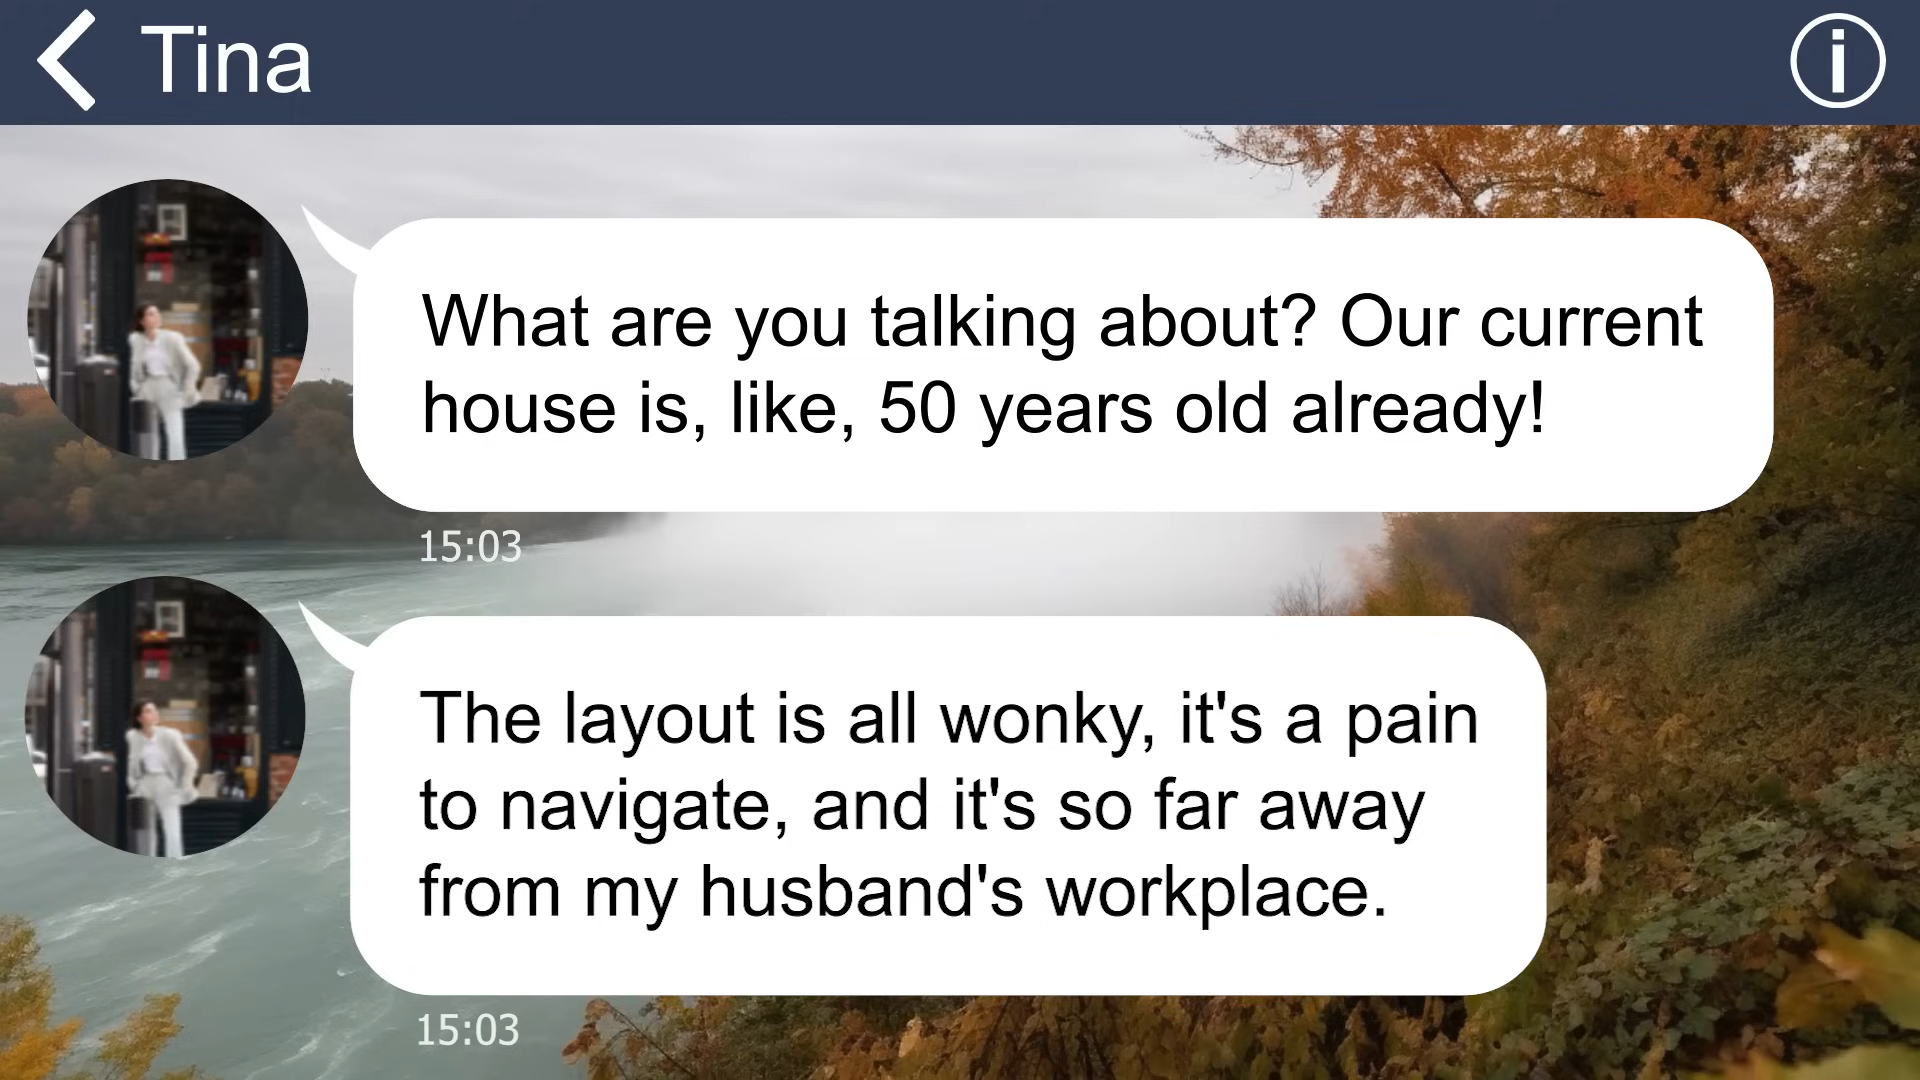 Tina
What are you talking about? Our current
house is, like, 50 years old already!
15:03
The layout is all wonky, it's a pain
to navigate, and it's so far away
from my husband's workplace.
15:03